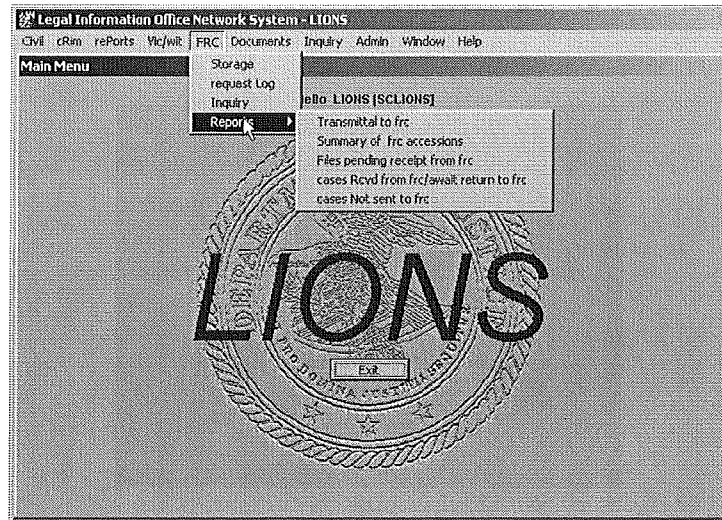 Legal Information Office Network System - LIONS
Civil cRim rePorts Vic/wit FRC Documents Inquiry Admin Window Help
Main Menu
Storage
request Log
Inquiry
Reports
ello LIONS [SCLIONS]
Transmittal to frc
Summary of frc accessions
Files pending receipt from frc
cases Rcvd from frc/await return to frc
cases Not sent to frc
LIONS
Exit